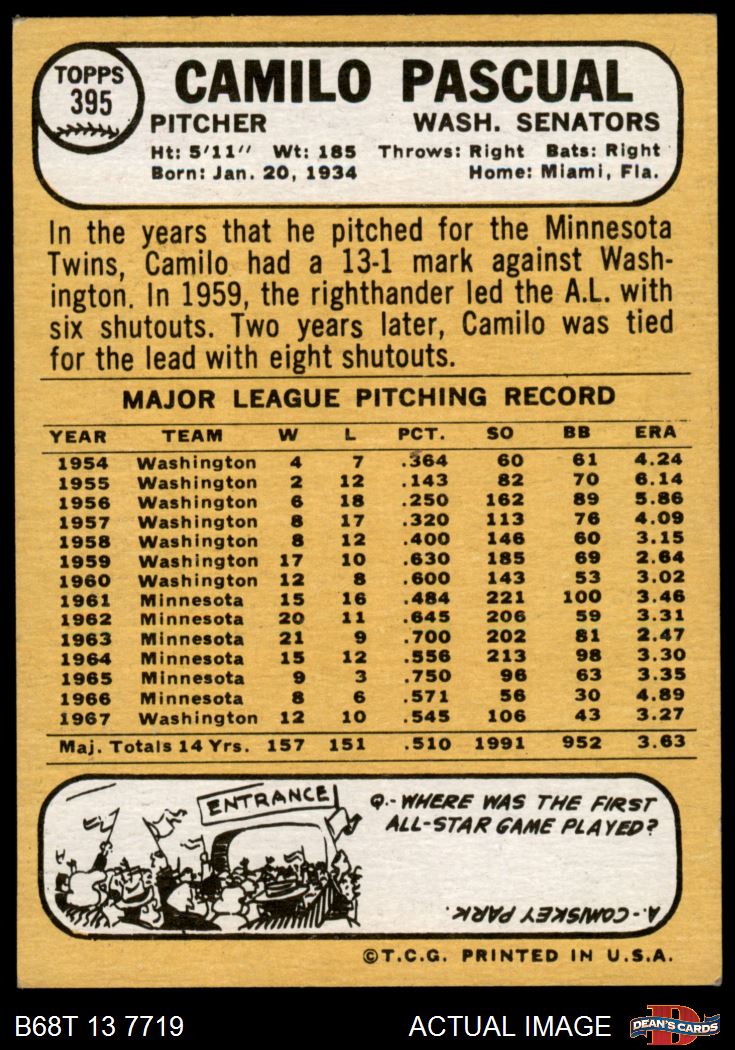 TOPPS
395
CAMILO PASCUAL
PITCHER WASH. SENATORS
Ht: 5'11" Wt: 185 Throws: Right Bats: Right
Born: Jan. 20, 1934 Home: Miami, Fla.
In the years that he pitched for the Minnesota
Twins, Camilo had a 13-1 mark against Wash-
ington. In 1959, the righthander led the A.L. with
six shutouts. Two years later, Camilo was tied
for the lead with eight shutouts.
MAJOR LEAGUE PITCHING RECORD
YEAR TEAM W L PCT. SO BB ERA
1954 Washington 4 7 .364 60 61 4.24
1955 Washington 2 12 .143 82 70 6.14
1956 Washington 6 18 .250 162 89 5.86
1957 Washington 8 17 .320 113 76 4.09
1958 Washington 8 12 .400 146 60 3.15
1959 Washington 17 10 .630 185 69 2.64
1960 Washington 12 8 .600 143 53 3.02
1961 Minnesota 15 16 .484 221 100 3.46
1962 Minnesota 20 11 .645 206 59 3.31
1963 Minnesota 21 9 .700 202 81 2.47
1964 Minnesota 15 12 .556 213 98 3.30
1965 Minnesota 9 3 .750 96 63 3.35
1966 Minnesota 8 6 .571 56 30 4.89
1967 Washington 12 10 .545 106 43 3.27
Maj. Totals 14 Yrs. 157 151 .510 1991 952 3.63
ENTRANCE
Q.- WHERE WAS THE FIRST
ALL-STAR GAME PLAYED?
A.- COMISKEY PARK.
©T.C.G. PRINTED IN U.S.A.
B68T 13 7719 ACTUAL IMAGE
D
DEAN'S CARDS